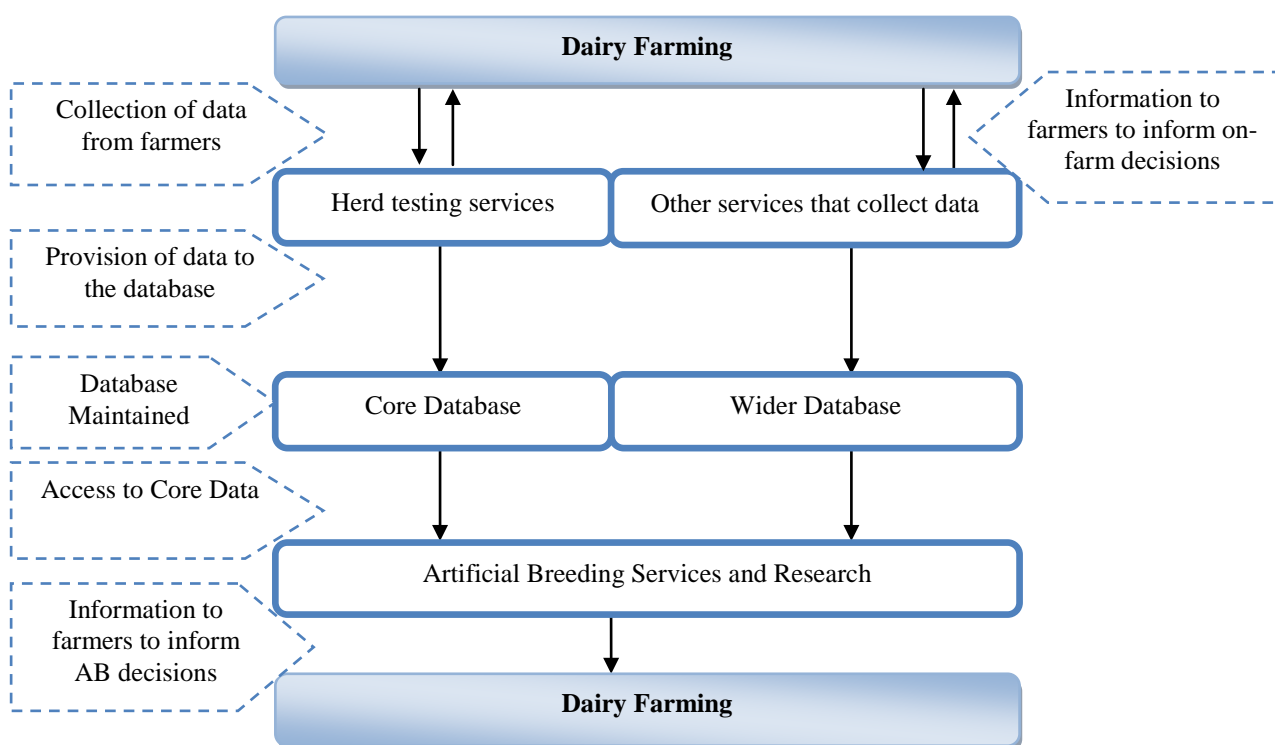 Dairy Farming
Collection of data
from farmers
Information to
farmers to inform on-
farm decisions
Herd testing services
Other services that collect data
Provision of data to
the database
Database
Maintained
Core Database
Wider Database
Access to Core Data
Artificial Breeding Services and Research
Information to
farmers to inform
AB decisions
Dairy Farming